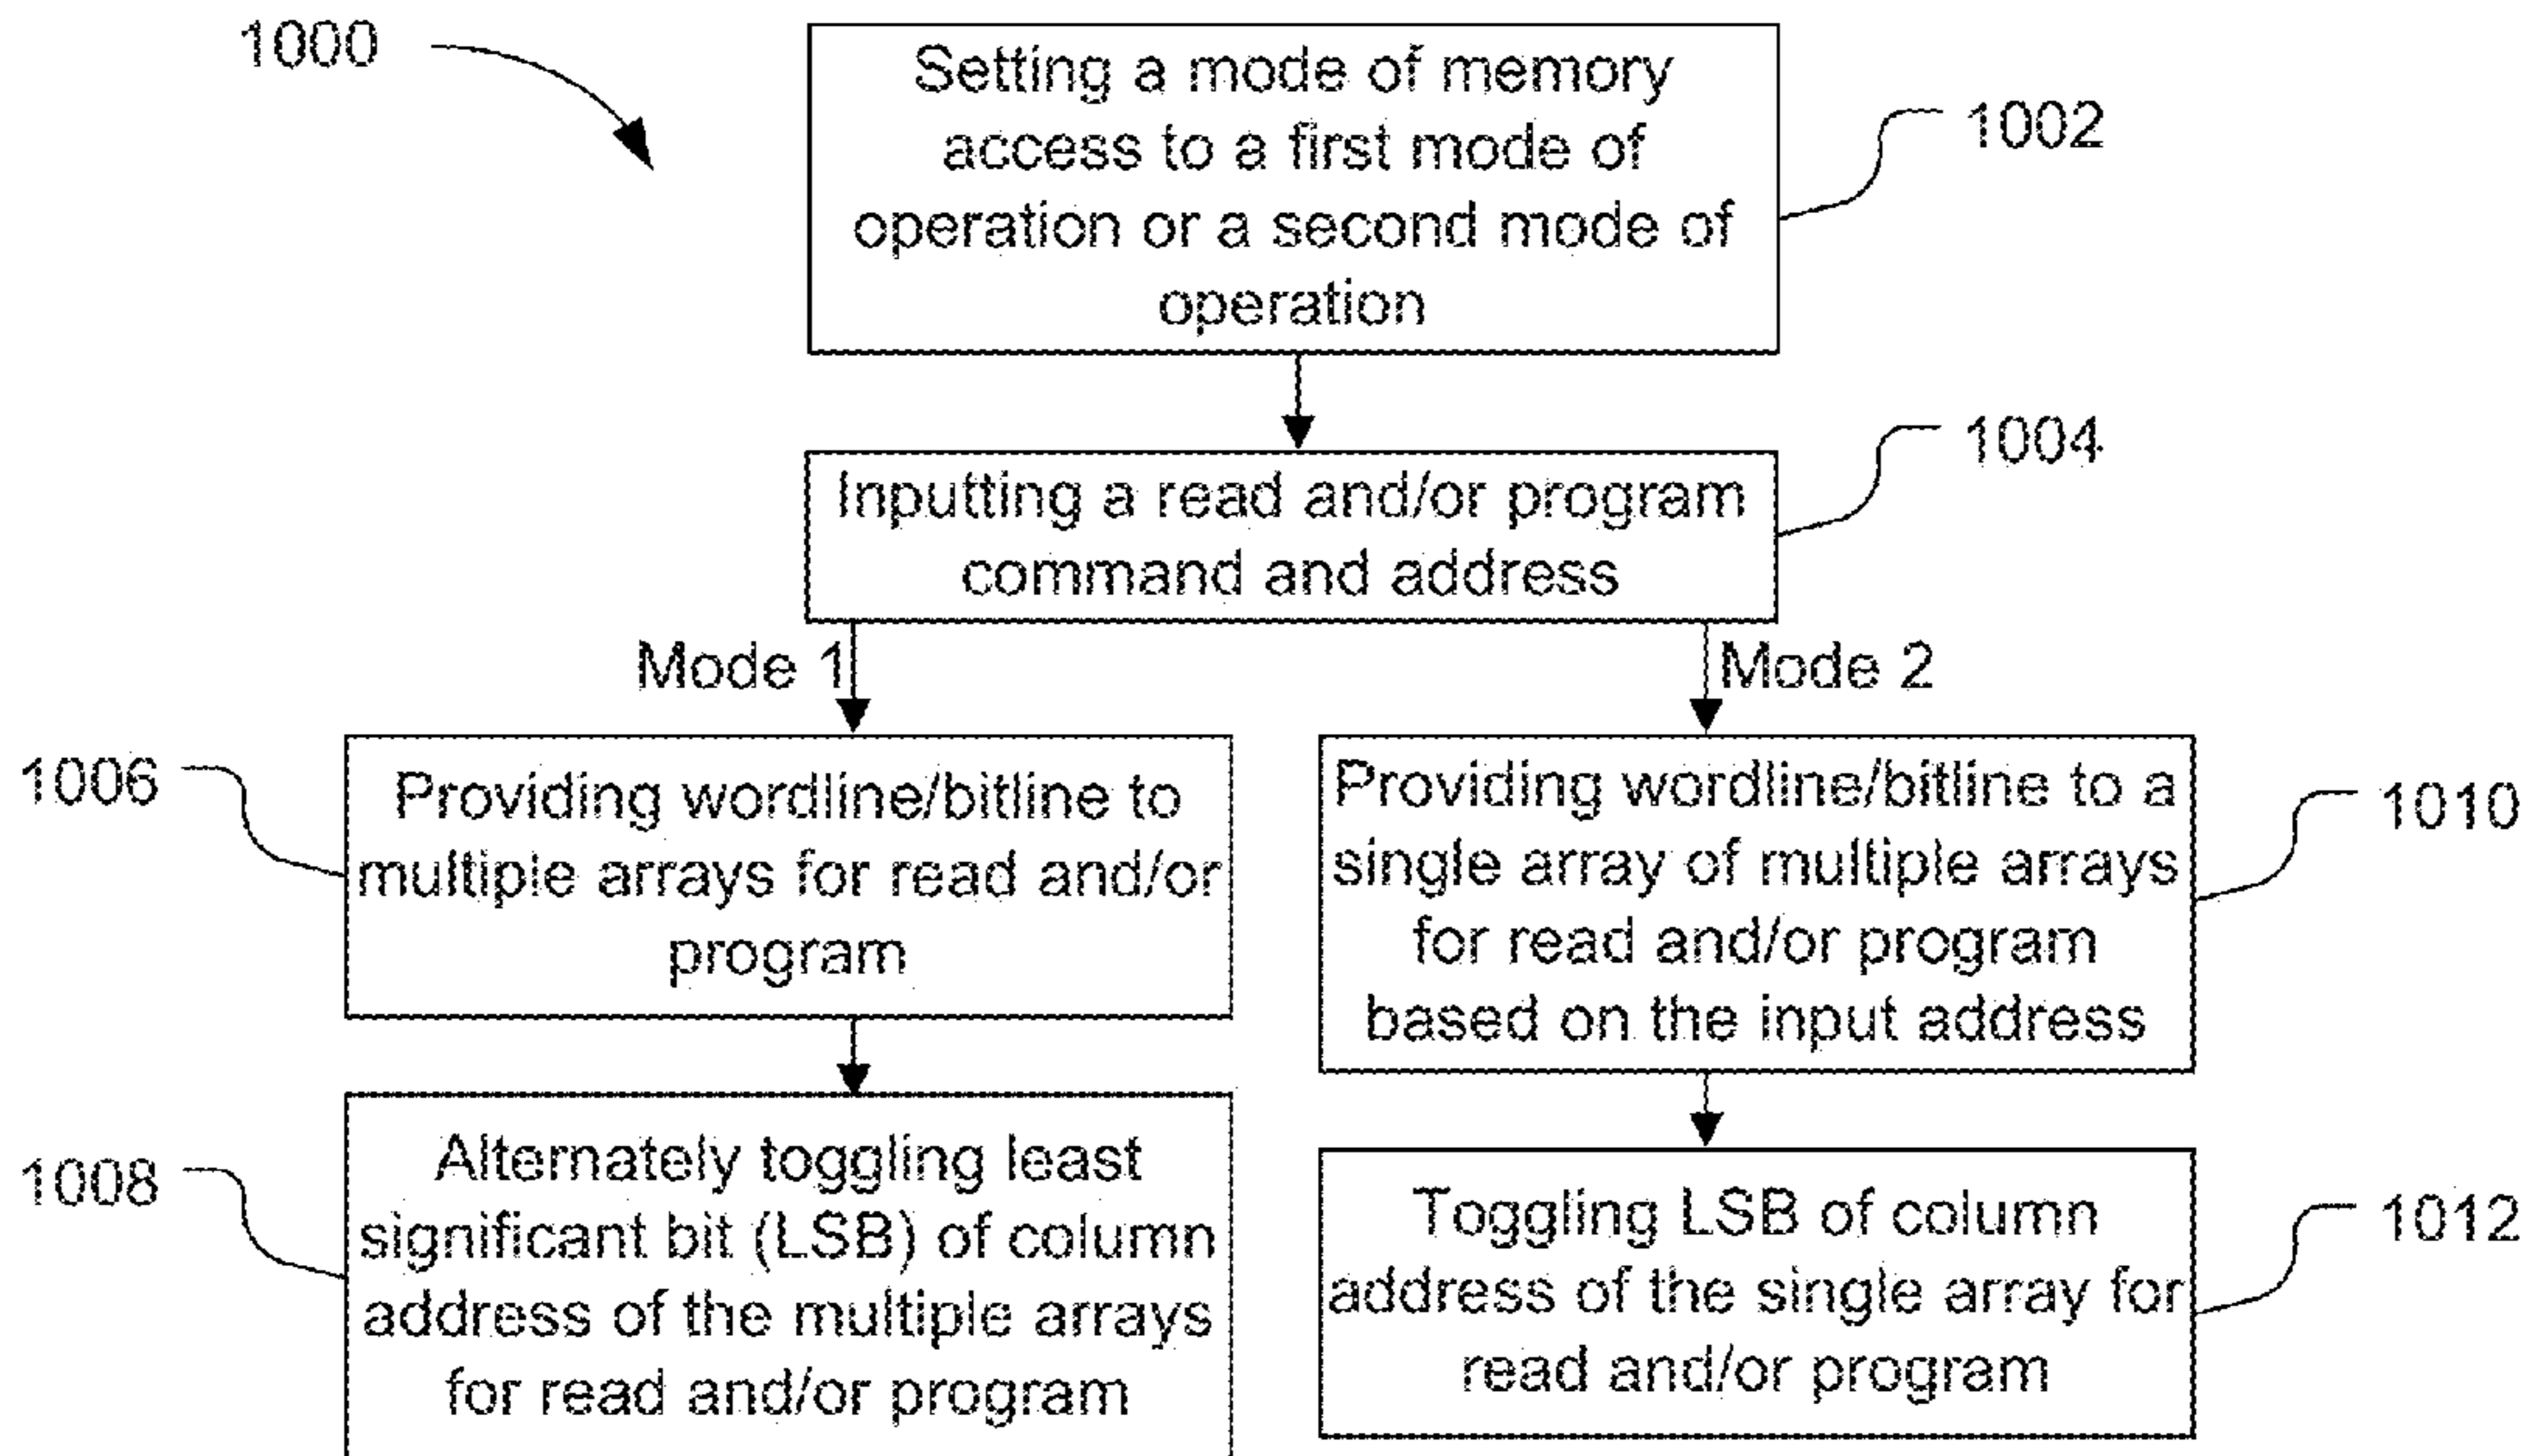 1000
Setting a mode of memory
access to a first mode of
operation or a second mode of
operation
1002
Inputting a read and/or program
command and address
1004
Mode 1
Mode 2
1006
Providing wordline/bitline to
multiple arrays for read and/or
program
Providing wordline/bitline to a
single array of multiple arrays
for read and/or program
based on the input address
1010
1008
Alternately toggling least
significant bit (LSB) of column
address of the multiple arrays
for read and/or program
Toggling LSB of column
address of the single array for
read and/or program
1012